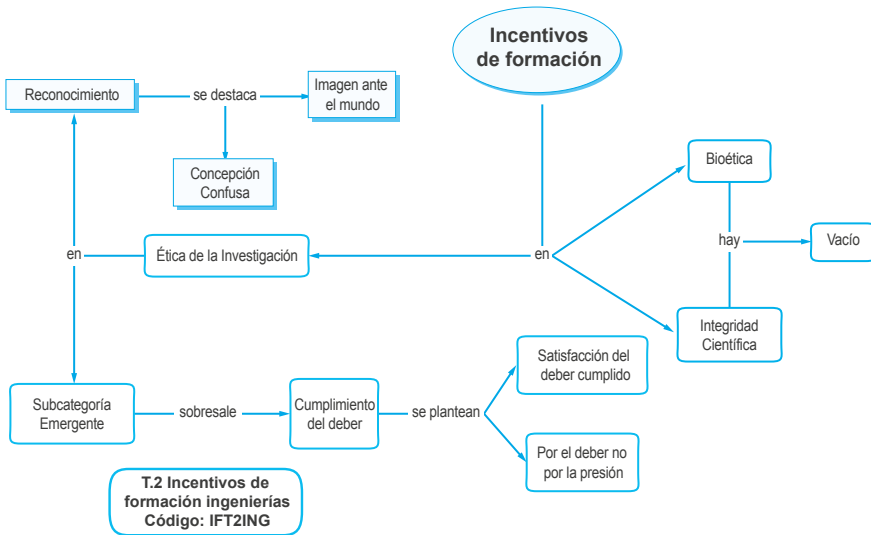 Incentivos
de formación
Reconocimiento
se destaca
Imagen ante
el mundo
Concepción
Confusa
Bioética
en
Ética de la Investigación
en
hay
Vacío
Integridad
Científica
Satisfacción del
deber cumplido
Subcategoría
Emergente
sobresale
Cumplimiento
del deber
se plantean
Por el deber no
por la presión
T.2 Incentivos de
formación ingenierías
Código: IFT2ING